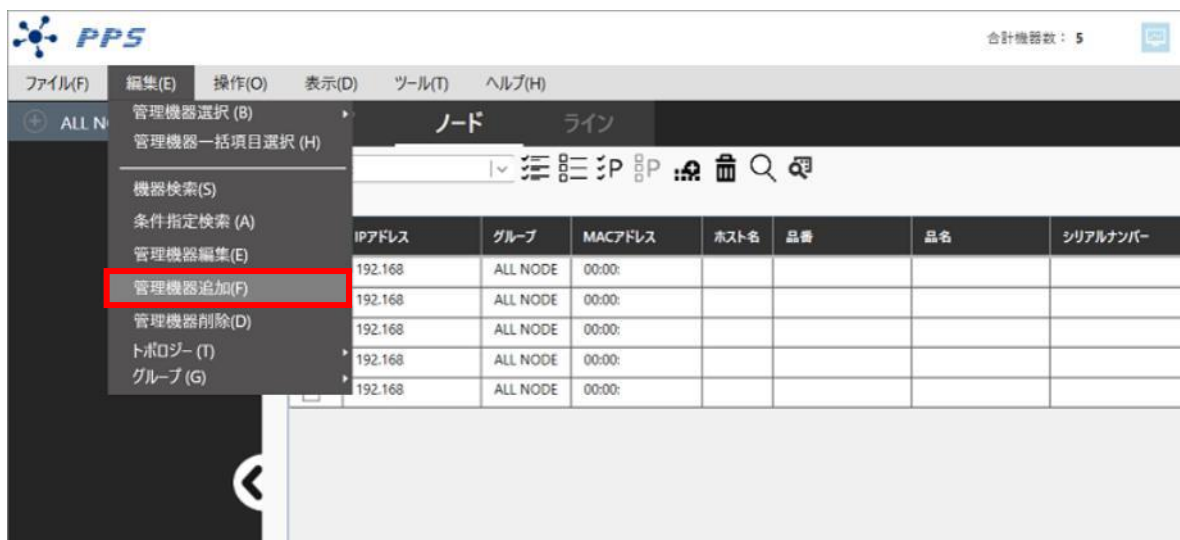 PPS
合計機器数： 5
ファイル(F) 編集(E) 操作(O) 表示(D) ツール(T) ヘルプ(H)
ALL N
ノード ライン
管理機器選択 (B)
管理機器一括項目選択 (H)
機器検索(S)
条件指定検索 (A)
管理機器編集(E)
管理機器追加(F)
管理機器削除(D)
トポロジー (T)
グループ (G)
P P
IPアドレス グループ MACアドレス ホスト名 品番 品名 シリアルナンバー
192.168 ALL NODE 00:00:
192.168 ALL NODE 00:00:
192.168 ALL NODE 00:00:
192.168 ALL NODE 00:00:
192.168 ALL NODE 00:00: